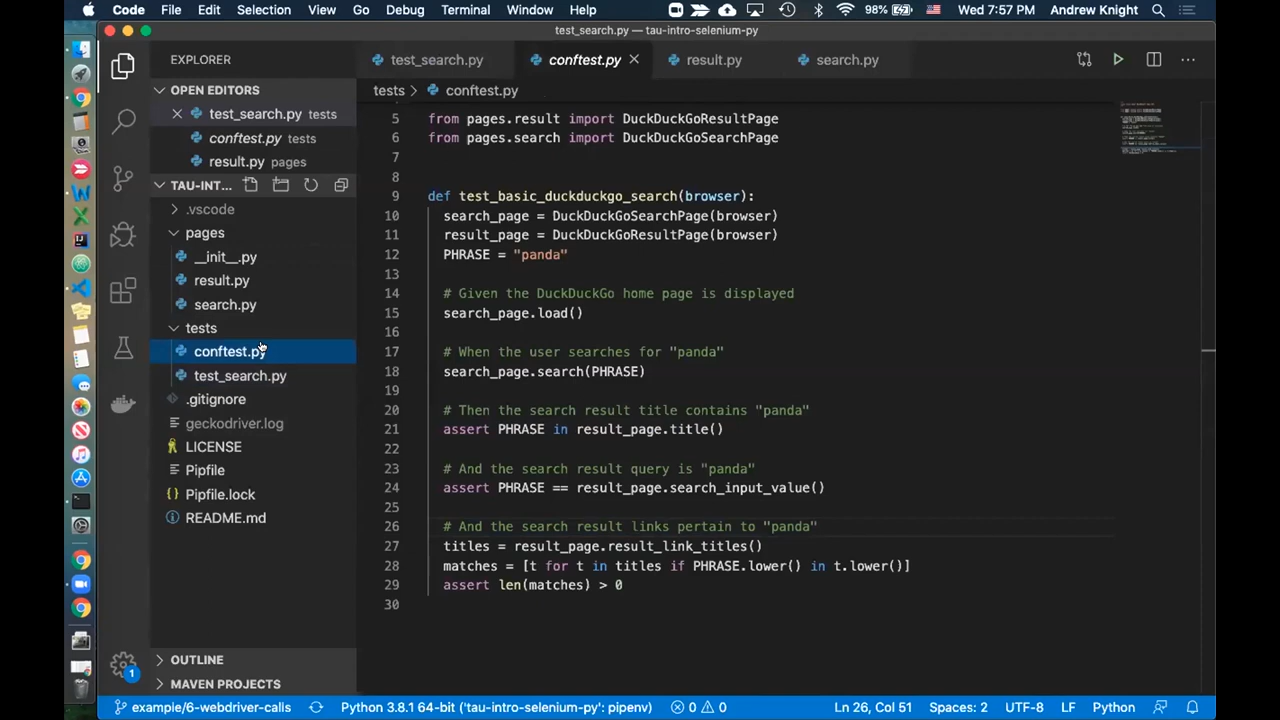 Code File Edit Selection View Go Debug Terminal Window Help 98% Wed 7:57 PM Andrew Knight
test_search.py — tau-intro-selenium-py
EXPLORER
OPEN EDITORS
test_search.py tests
conftest.py tests
result.py pages
TAU-INT...
.vscode
pages
__init__.py
result.py
search.py
tests
conftest.py
test_search.py
.gitignore
geckodriver.log
LICENSE
Pipfile
Pipfile.lock
README.md
OUTLINE
MAVEN PROJECTS
1
test_search.py conftest.py result.py search.py
tests > conftest.py
5 from pages.result import DuckDuckGoResultPage
6 from pages.search import DuckDuckGoSearchPage
7
8
9 def test_basic_duckduckgo_search(browser):
10 search_page = DuckDuckGoSearchPage(browser)
11 result_page = DuckDuckGoResultPage(browser)
12 PHRASE = "panda"
13
14 # Given the DuckDuckGo home page is displayed
15 search_page.load()
16
17 # When the user searches for "panda"
18 search_page.search(PHRASE)
19
20 # Then the search result title contains "panda"
21 assert PHRASE in result_page.title()
22
23 # And the search result query is "panda"
24 assert PHRASE == result_page.search_input_value()
25
26 # And the search result links pertain to "panda"
27 titles = result_page.result_link_titles()
28 matches = [t for t in titles if PHRASE.lower() in t.lower()]
29 assert len(matches) > 0
30
example/6-webdriver-calls Python 3.8.1 64-bit ('tau-intro-selenium-py': pipenv) 0 0 Ln 26, Col 51 Spaces: 2 UTF-8 LF Python